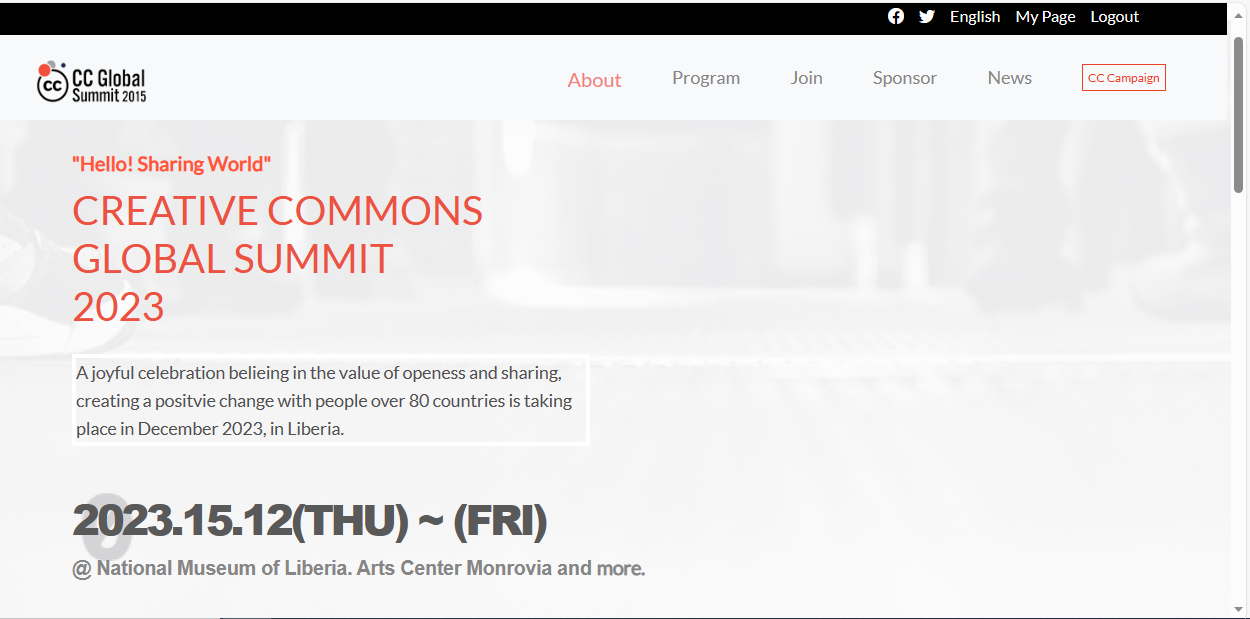 English My Page Logout
CC Global
Summit 2015
cc
About Program Join Sponsor News CC Campaign
"Hello! Sharing World"
CREATIVE COMMONS
GLOBAL SUMMIT
2023
A joyful celebration belieing in the value of openess and sharing,
creating a positvie change with people over 80 countries is taking
place in December 2023, in Liberia.
2023.15.12(THU) ~ (FRI)
@ National Museum of Liberia. Arts Center Monrovia and more.